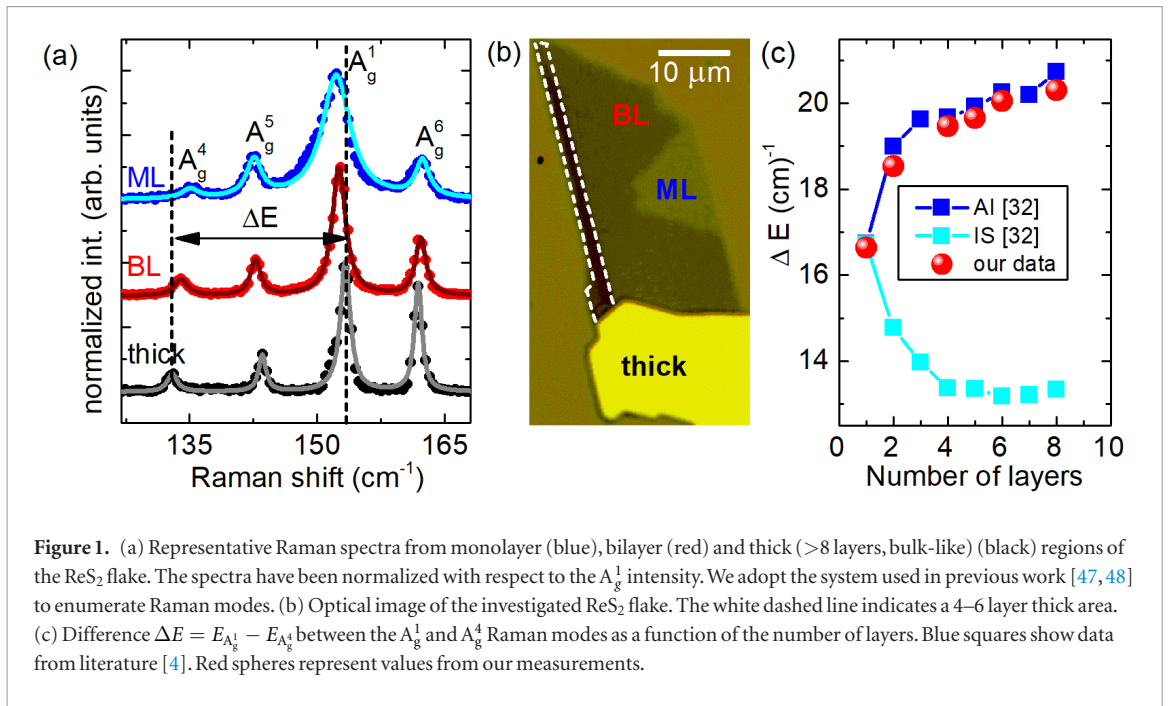 (a)
normalized int. (arb. units)
ML
BL
thick
A_g^4
A_g^5
A_g^1
A_g^6
ΔE
135 150 165
Raman shift (cm⁻¹)
(b)
10 μm
BL
ML
thick
(c)
Δ E (cm)⁻¹
20
18
16
14
AI [32]
IS [32]
our data
0 2 4 6 8 10
Number of layers
Figure 1. (a) Representative Raman spectra from monolayer (blue), bilayer (red) and thick (>8 layers, bulk-like) (black) regions of
the ReS₂ flake. The spectra have been normalized with respect to the A_g^1 intensity. We adopt the system used in previous work [47, 48]
to enumerate Raman modes. (b) Optical image of the investigated ReS₂ flake. The white dashed line indicates a 4–6 layer thick area.
(c) Difference ΔE = E_{A_g^1} − E_{A_g^4} between the A_g^1 and A_g^4 Raman modes as a function of the number of layers. Blue squares show data
from literature [4]. Red spheres represent values from our measurements.